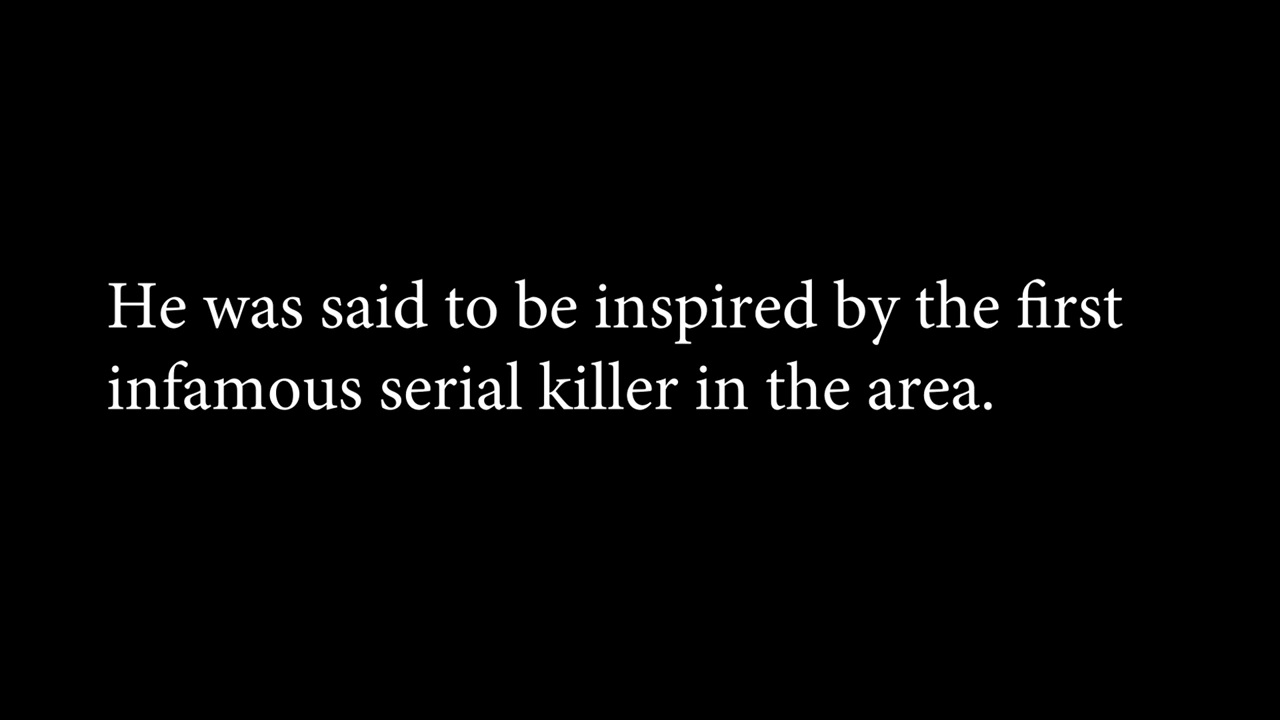 He was said to be inspired by the first
infamous serial killer in the area.